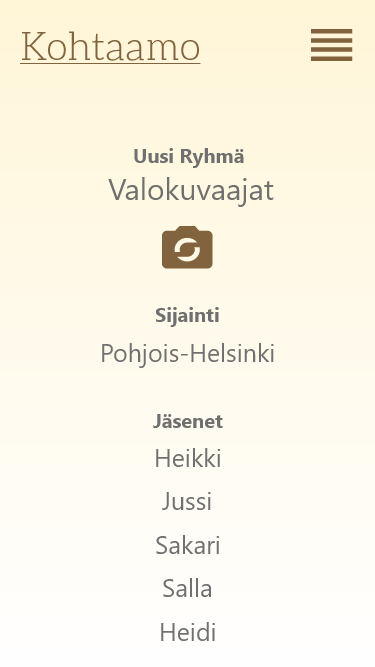 Kohtaamo
Uusi Ryhmä
Valokuvaajat
Sijainti
Pohjois-Helsinki
Jäsenet
Heikki
Jussi
Sakari
Salla
Heidi